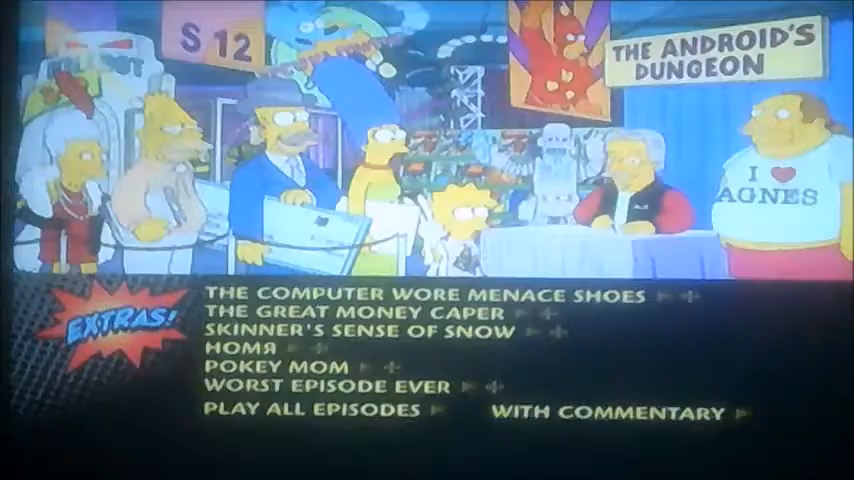 S 12
THE ANDROID'S
DUNGEON
I ❤ 
AGNES
EXTRAS!
THE COMPUTER WORE MENACE SHOES
THE GREAT MONEY CAPER
SKINNER'S SENSE OF SNOW
HOMЯ
POKEY MOM
WORST EPISODE EVER
PLAY ALL EPISODES
WITH COMMENTARY